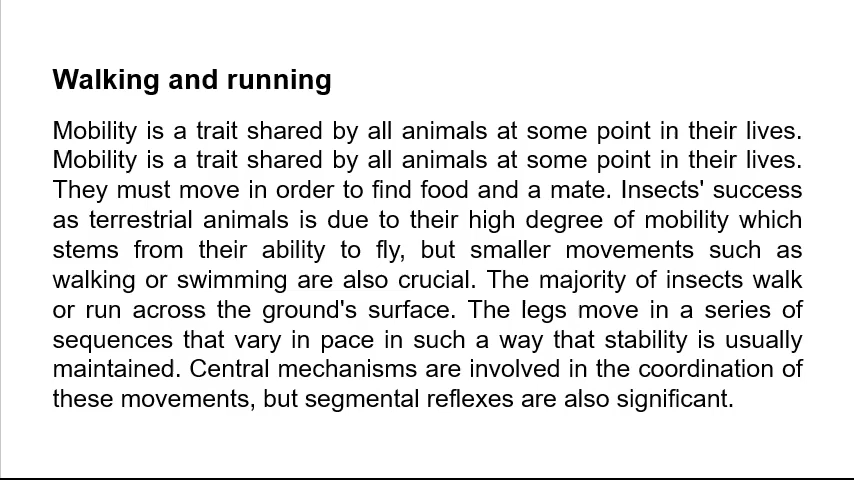 Walking and running
Mobility is a trait shared by all animals at some point in their lives.
Mobility is a trait shared by all animals at some point in their lives.
They must move in order to find food and a mate. Insects' success
as terrestrial animals is due to their high degree of mobility which
stems from their ability to fly, but smaller movements such as
walking or swimming are also crucial. The majority of insects walk
or run across the ground's surface. The legs move in a series of
sequences that vary in pace in such a way that stability is usually
maintained. Central mechanisms are involved in the coordination of
these movements, but segmental reflexes are also significant.